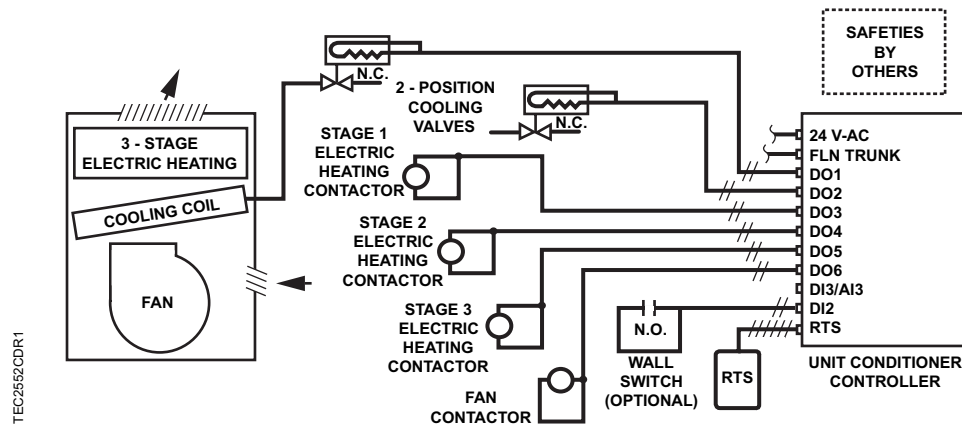 SAFETIES
BY
OTHERS
N.C.
2 - POSITION
COOLING
VALVES
N.C.
3 - STAGE
ELECTRIC HEATING
COOLING COIL
FAN
STAGE 1
ELECTRIC
HEATING
CONTACTOR
STAGE 2
ELECTRIC
HEATING
CONTACTOR
STAGE 3
ELECTRIC
HEATING
CONTACTOR
FAN
CONTACTOR
N.O.
WALL
SWITCH
(OPTIONAL)
RTS
24 V-AC
FLN TRUNK
DO1
DO2
DO3
DO4
DO5
DO6
DI3/AI3
DI2
RTS
UNIT CONDITIONER
CONTROLLER
TEC2552CDR1